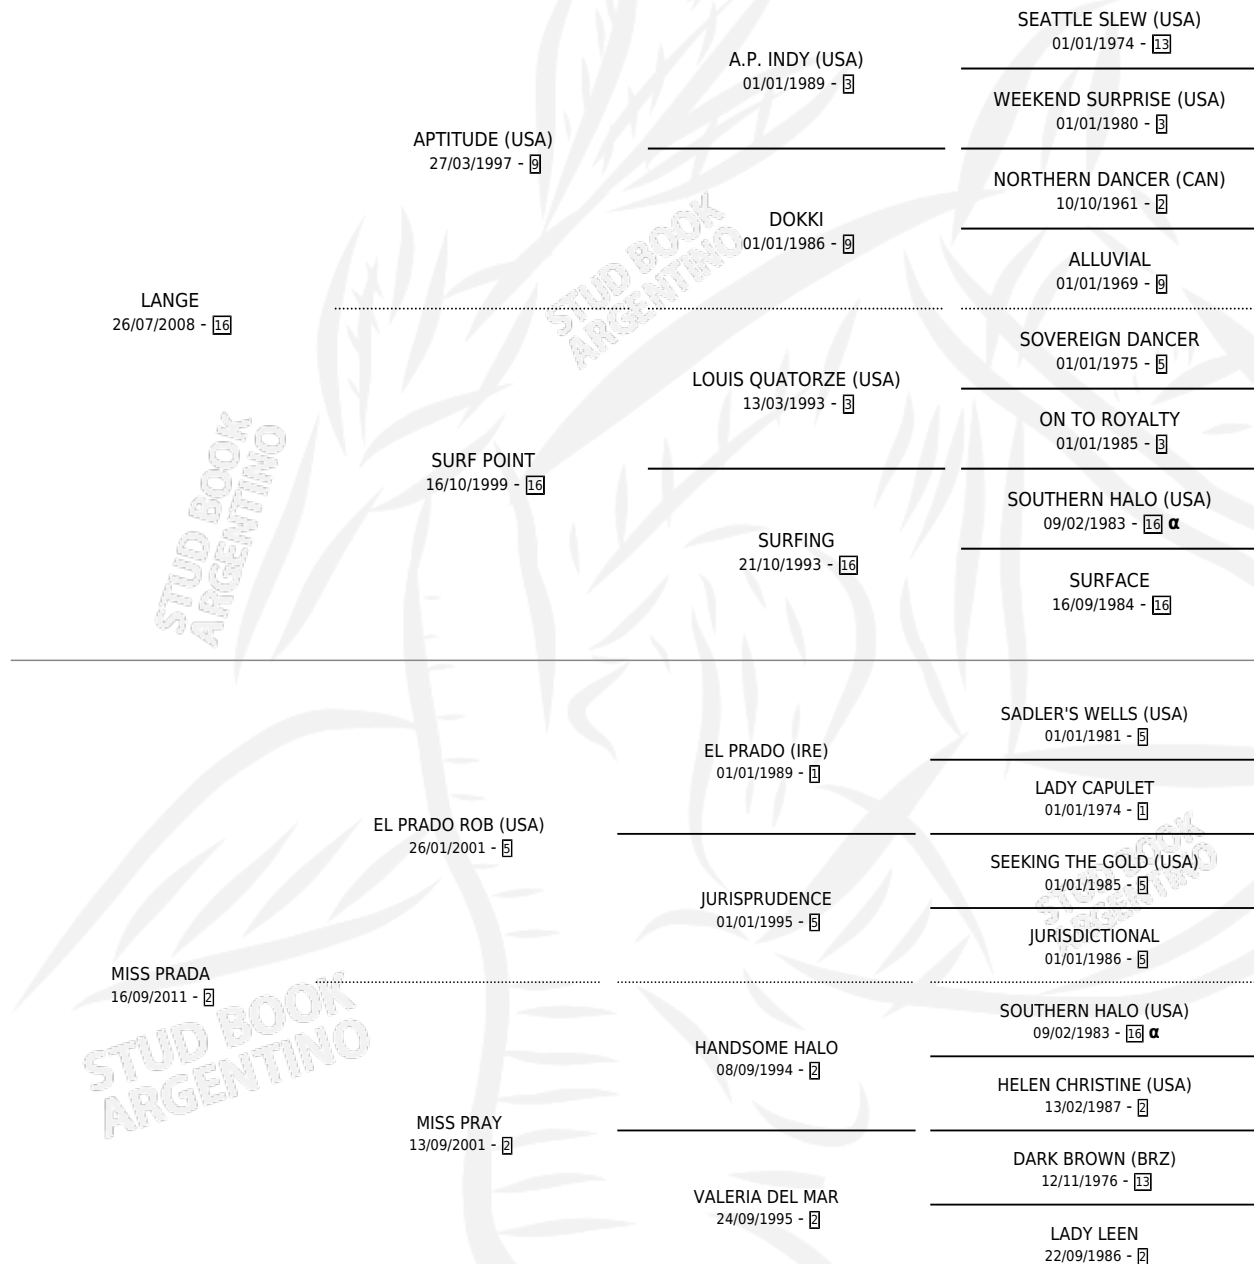 SEATTLE SLEW (USA)
01/01/1974 - 13
A.P. INDY (USA)
01/01/1989 - 3
WEEKEND SURPRISE (USA)
01/01/1980 - 3
APTITUDE (USA)
27/03/1997 - 9
NORTHERN DANCER (CAN)
10/10/1961 - 2
DOKKI
01/01/1986 - 9
ALLUVIAL
01/01/1969 - 9
LANGE
26/07/2008 - 16
SOVEREIGN DANCER
01/01/1975 - 5
LOUIS QUATORZE (USA)
13/03/1993 - 3
ON TO ROYALTY
01/01/1985 - 3
SURF POINT
16/10/1999 - 16
SOUTHERN HALO (USA)
09/02/1983 - 16 α
SURFING
21/10/1993 - 16
SURFACE
16/09/1984 - 16
SADLER'S WELLS (USA)
01/01/1981 - 5
EL PRADO (IRE)
01/01/1989 - 1
LADY CAPULET
01/01/1974 - 1
EL PRADO ROB (USA)
26/01/2001 - 5
SEEKING THE GOLD (USA)
01/01/1985 - 5
JURISPRUDENCE
01/01/1995 - 5
JURISDICTIONAL
01/01/1986 - 5
MISS PRADA
16/09/2011 - 2
SOUTHERN HALO (USA)
09/02/1983 - 16 α
HANDSOME HALO
08/09/1994 - 2
HELEN CHRISTINE (USA)
13/02/1987 - 2
MISS PRAY
13/09/2001 - 2
DARK BROWN (BRZ)
12/11/1976 - 13
VALERIA DEL MAR
24/09/1995 - 2
LADY LEEN
22/09/1986 - 2
STUD BOOK
ARGENTINO
STUD BOOK
ARGENTINO
STUD BOOK
ARGENTINO
STUD BOOK
ARGENTINO